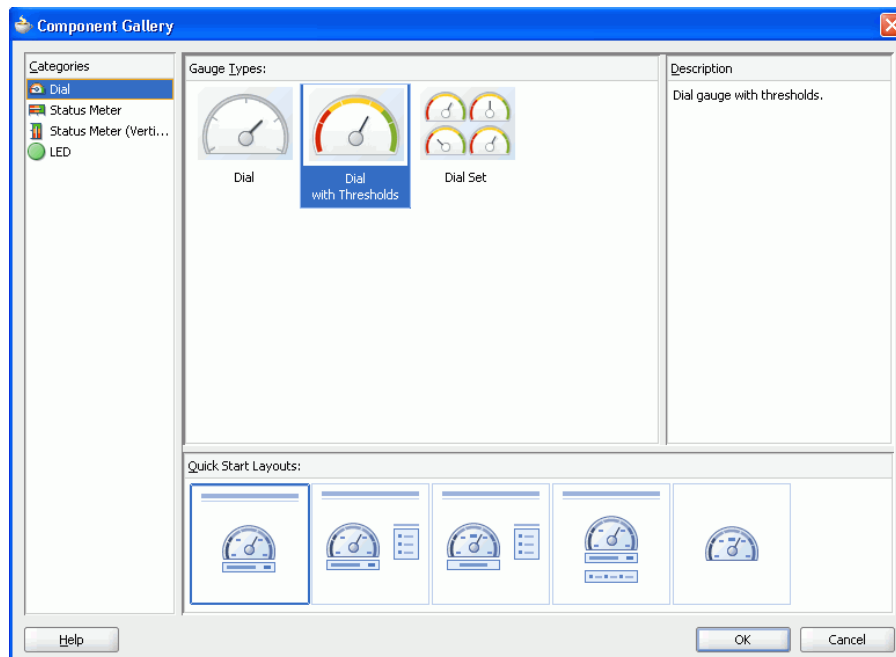 Component Gallery
Categories
Dial
Status Meter
Status Meter (Verti...
LED
Gauge Types:
Dial
Dial
with Thresholds
Dial Set
Description
Dial gauge with thresholds.
Quick Start Layouts:
Help
OK
Cancel